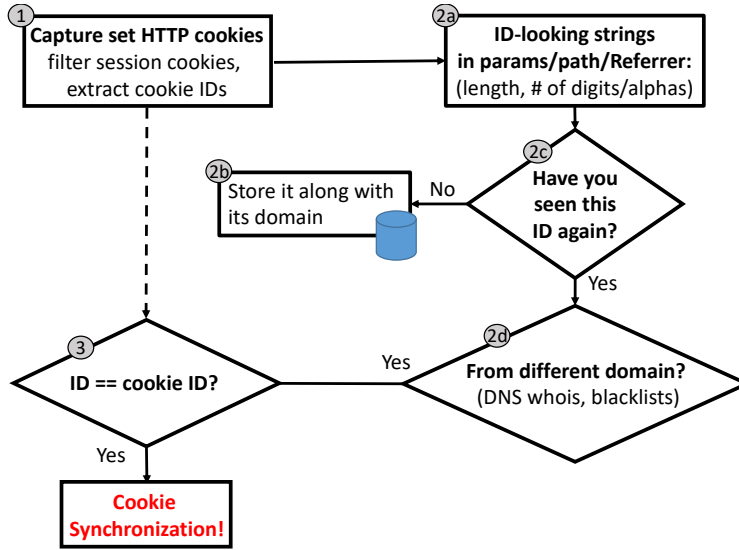 1
Capture set HTTP cookies
filter session cookies,
extract cookie IDs
2a
ID-looking strings
in params/path/Referrer:
(length, # of digits/alphas)
2b
Store it along with
its domain
No
2c
Have you
seen this
ID again?
Yes
2d
From different domain?
(DNS whois, blacklists)
Yes
3
ID == cookie ID?
Yes
Cookie
Synchronization!